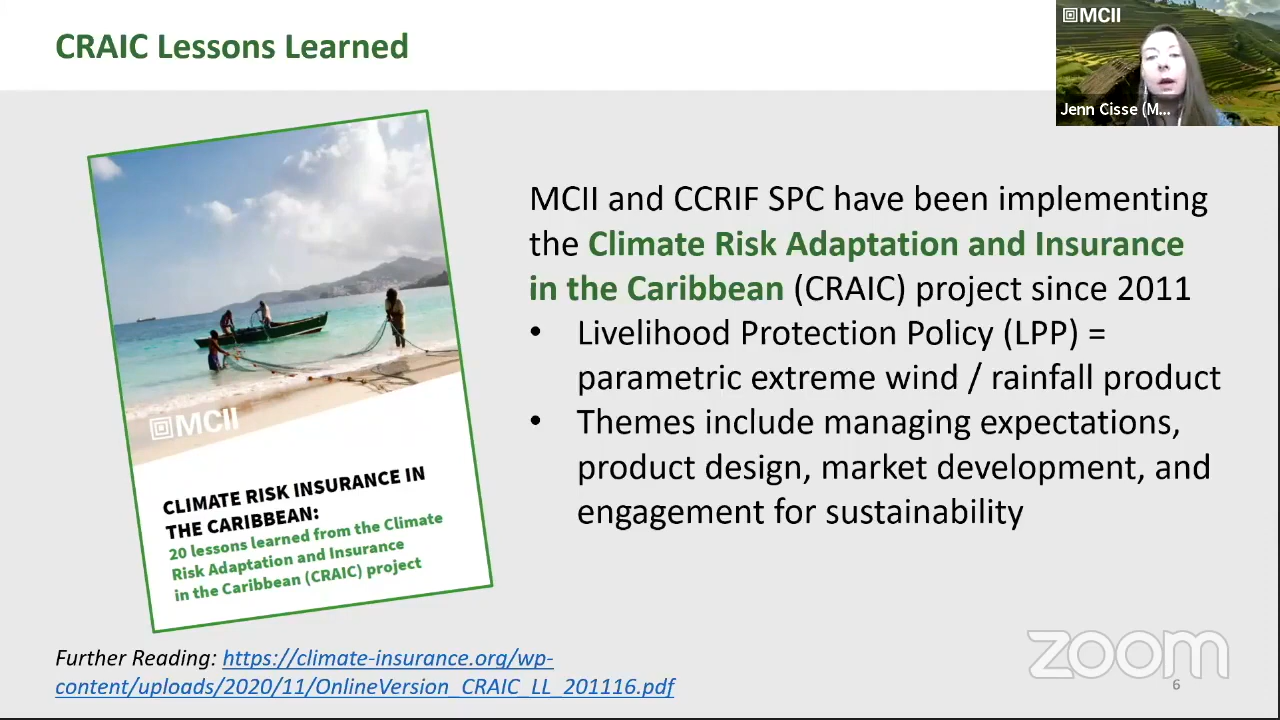 CRAIC Lessons Learned
MCII
Jenn Cisse (M...
MCII and CCRIF SPC have been implementing
the Climate Risk Adaptation and Insurance
in the Caribbean (CRAIC) project since 2011
• Livelihood Protection Policy (LPP) =
parametric extreme wind / rainfall product
• Themes include managing expectations,
product design, market development, and
engagement for sustainability
MCII
CLIMATE RISK INSURANCE IN
THE CARIBBEAN:
20 lessons learned from the Climate
Risk Adaptation and Insurance
in the Caribbean (CRAIC) project
Further Reading: https://climate-insurance.org/wp-
content/uploads/2020/11/OnlineVersion_CRAIC_LL_201116.pdf
zoom
6